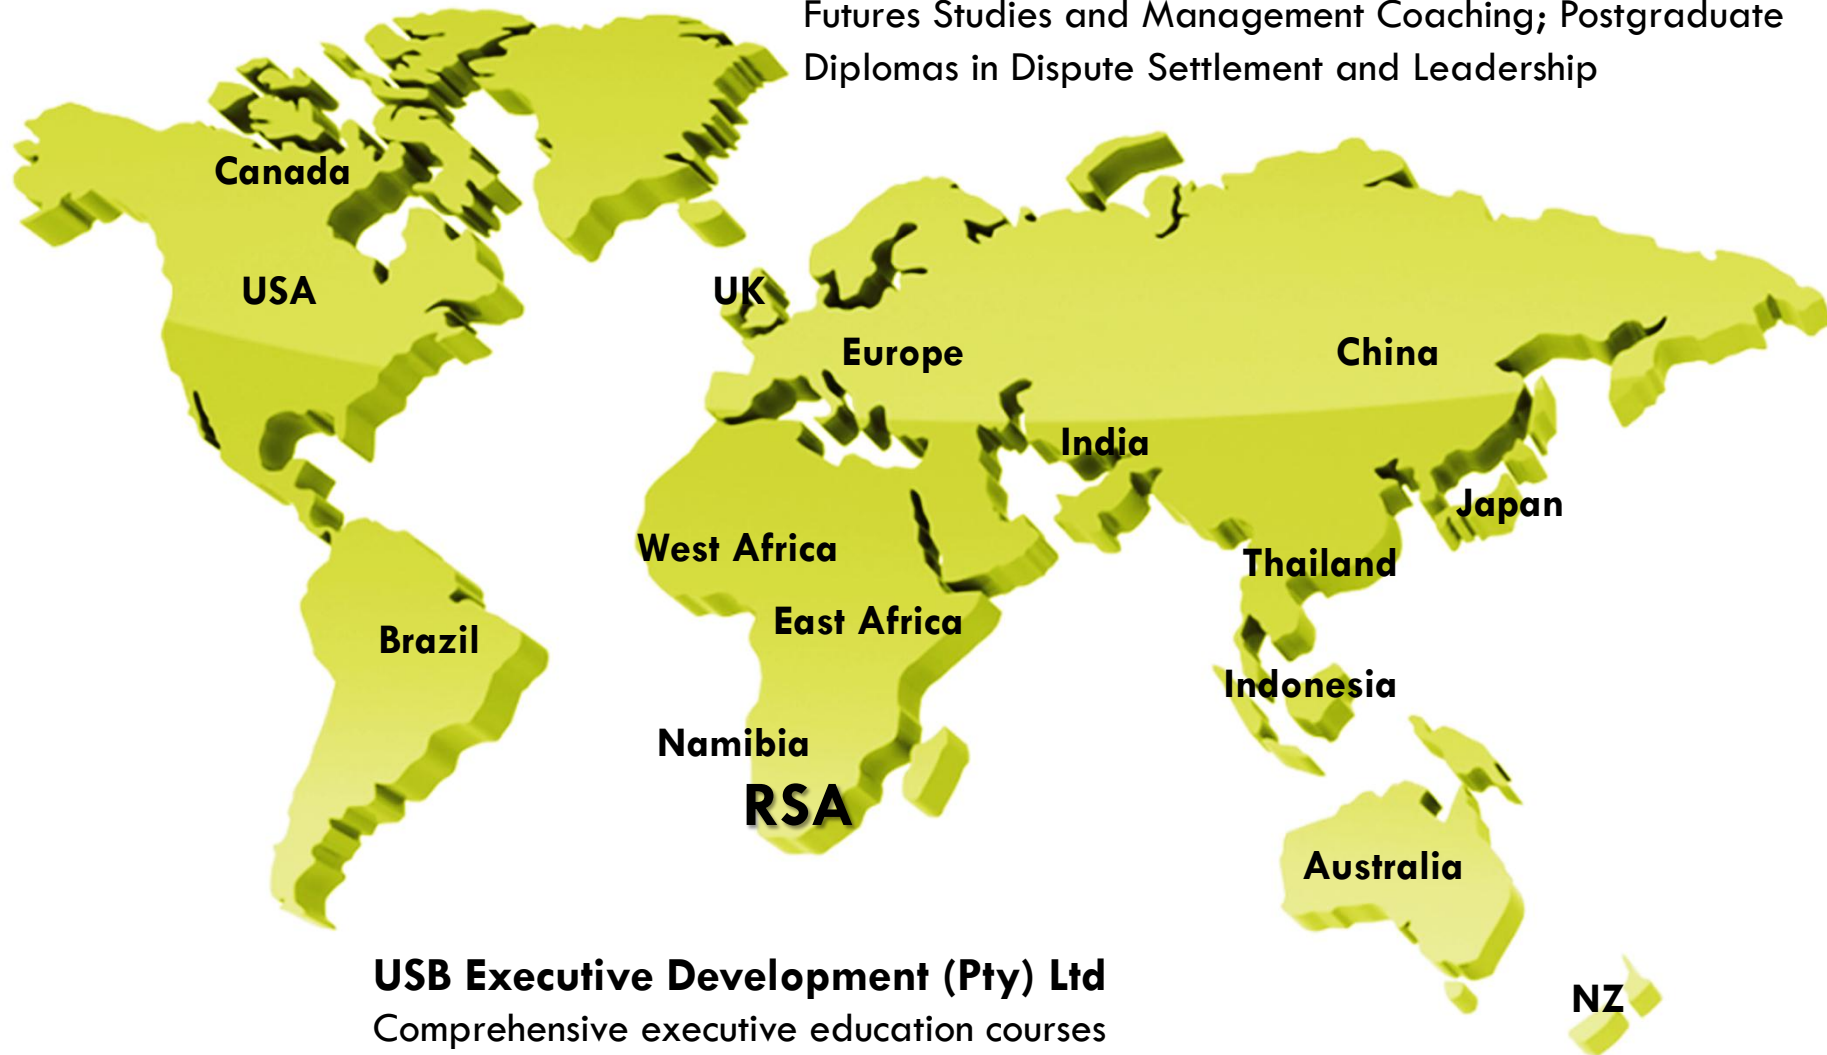 Futures Studies and Management Coaching; Postgraduate
Diplomas in Dispute Settlement and Leadership
Canada
USA
UK
Europe
China
India
Japan
West Africa
Thailand
East Africa
Brazil
Indonesia
Namibia
RSA
Australia
USB Executive Development (Pty) Ltd
NZ
Comprehensive executive education courses